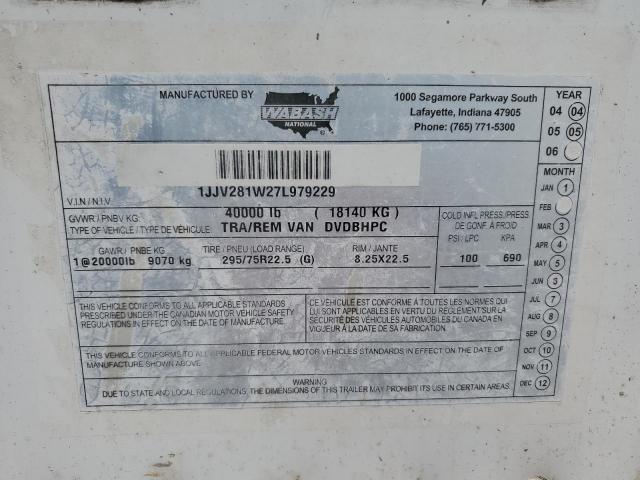 MANUFACTURED BY
WABASH
NATIONAL
®
1000 Sagamore Parkway South
Lafayette, Indiana 47905
Phone: (765) 771-5300
YEAR
04 04
05 05
06
1JJV281W27L979229
V.I.N / N.I.V
GVWR / PNBV KG: 40000 lb ( 18140 KG )
TYPE OF VEHICLE / TYPE DE VÉHICULE: TRA/REM VAN DVDBHPC
COLD INFL PRESSURE
DE GONF. A FROID
PSI / LPC KPA
100 690
GAWR / PNBE KG
1@20000lb 9070 kg
TIRE / PNEU (LOAD RANGE)
295/75R22.5 (G)
RIM / JANTE
8.25X22.5
MONTH
JAN 1
FEB
MAR 3
APR 4
MAY 5
JUN
JUL 7
AUG 8
SEP 9
OCT 10
NOV 11
DEC 12
THIS VEHICLE CONFORMS TO ALL APPLICABLE STANDARDS
PRESCRIBED UNDER THE CANADIAN MOTOR VEHICLE SAFETY
REGULATIONS IN EFFECT ON THE DATE OF MANUFACTURE.
CE VÉHICULE EST CONFORME À TOUTES LES NORMES QUI
LUI SONT APPLICABLES EN VERTU DU RÈGLEMENT SUR LA
SÉCURITÉ DES VÉHICULES AUTOMOBILES DU CANADA EN
VIGUEUR À LA DATE DE SA FABRICATION.
THIS VEHICLE CONFORMS TO ALL APPLICABLE FEDERAL MOTOR VEHICLES STANDARDS IN EFFECT ON THE DATE OF
MANUFACTURE SHOWN ABOVE.
WARNING
DUE TO STATE AND LOCAL REGULATIONS, THE DIMENSIONS OF THIS TRAILER MAY PROHIBIT ITS USE IN CERTAIN AREAS.